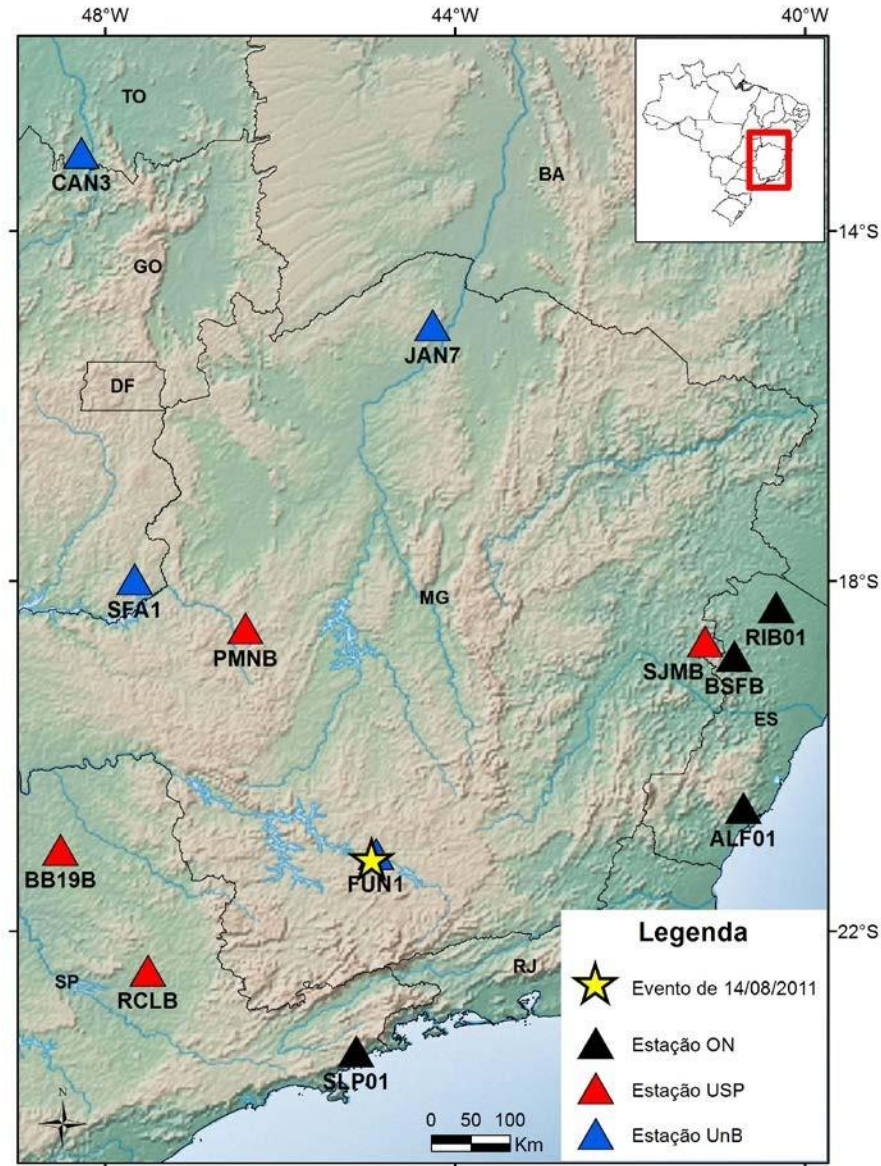 48°W 44°W 40°W
TO
CAN3
BA
14°S
GO
JAN7
DF
SFA1
18°S
MG
PMNB
RIB01
SJMB
BSFB
ES
ALF01
BB19B
FUN1
22°S
Legenda
SP
RCLB
RJ
Evento de 14/08/2011
Estação ON
SLP01
Estação USP
N
0 50 100
Km
Estação UnB